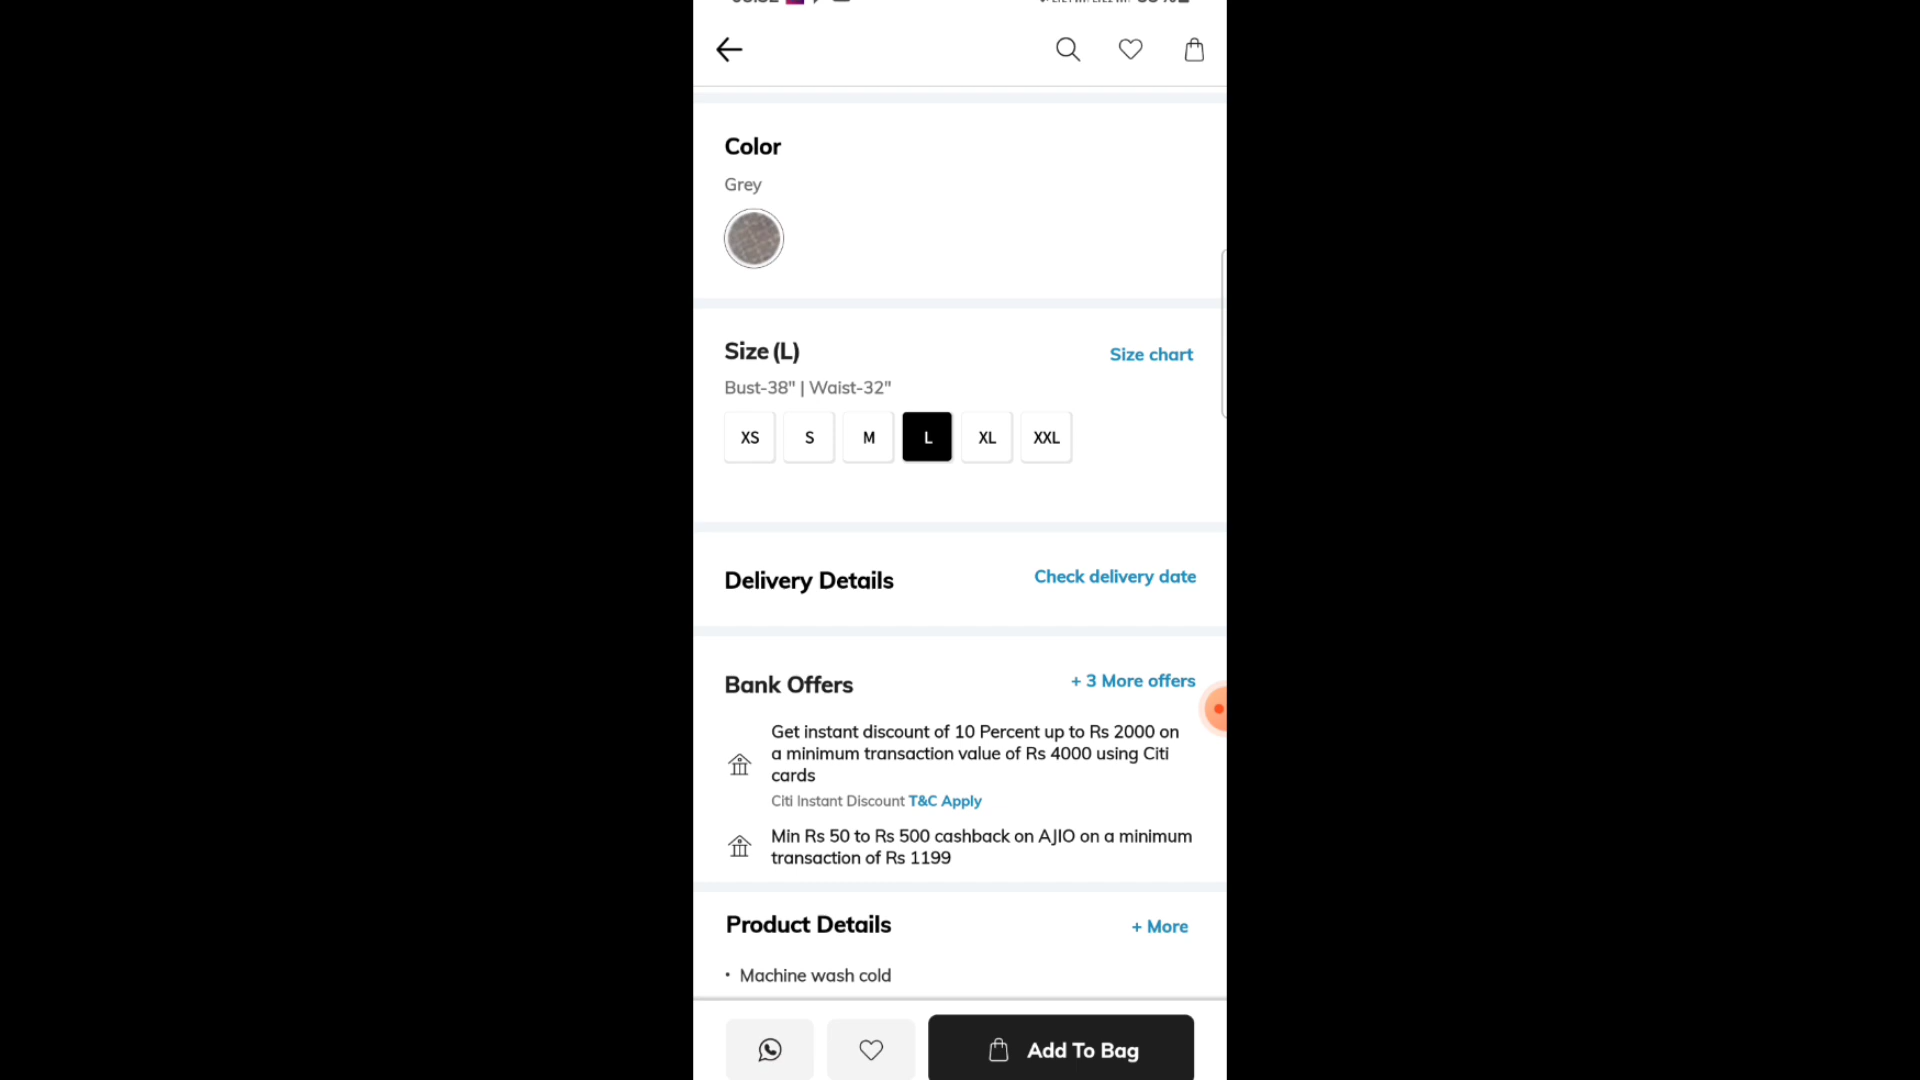 Color
Grey
Size (L)
Size chart
Bust-38" | Waist-32"
XS S M L XL XXL
Delivery Details
Check delivery date
Bank Offers
+ 3 More offers
Get instant discount of 10 Percent up to Rs 2000 on
a minimum transaction value of Rs 4000 using Citi
cards
Citi Instant Discount T&C Apply
Min Rs 50 to Rs 500 cashback on AJIO on a minimum
transaction of Rs 1199
Product Details
+ More
• Machine wash cold
Add To Bag